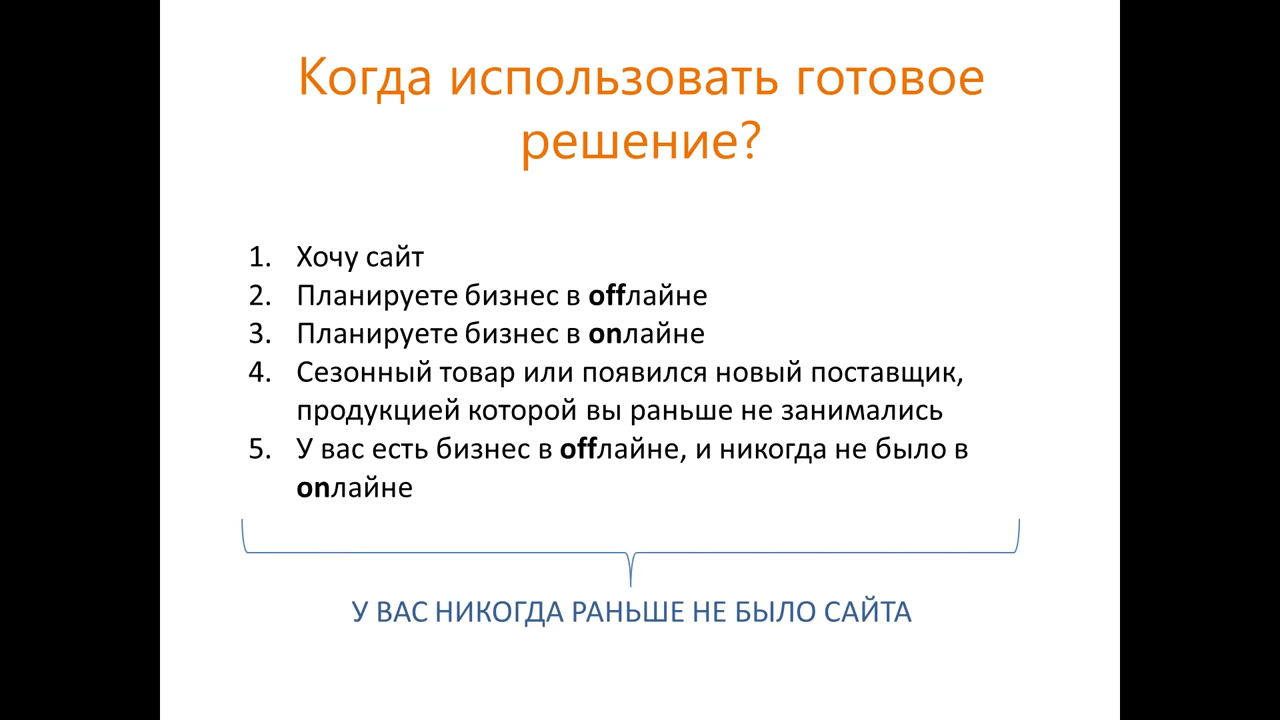 Когда использовать готовое
решение?
1. Хочу сайт
2. Планируете бизнес в offлайне
3. Планируете бизнес в onлайне
4. Сезонный товар или появился новый поставщик,
продукцией которой вы раньше не занимались
5. У вас есть бизнес в offлайне, и никогда не было в
onлайне
У ВАС НИКОГДА РАНЬШЕ НЕ БЫЛО САЙТА